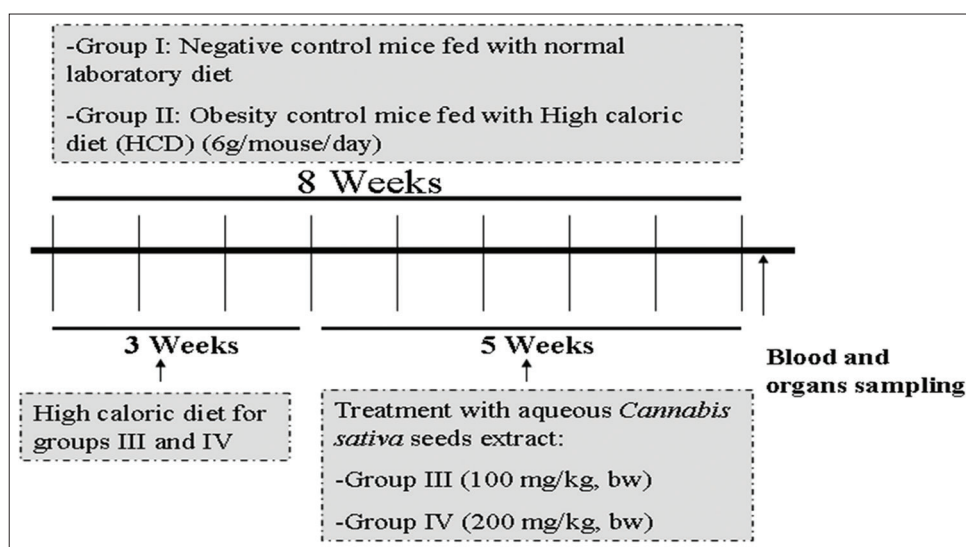 -Group I: Negative control mice fed with normal
laboratory diet
-Group II: Obesity control mice fed with High caloric
diet (HCD) (6g/mouse/day)
8 Weeks
3 Weeks
5 Weeks
Blood and
organs sampling
High caloric diet for
groups III and IV
Treatment with aqueous Cannabis
sativa seeds extract:
-Group III (100 mg/kg, bw)
-Group IV (200 mg/kg, bw)